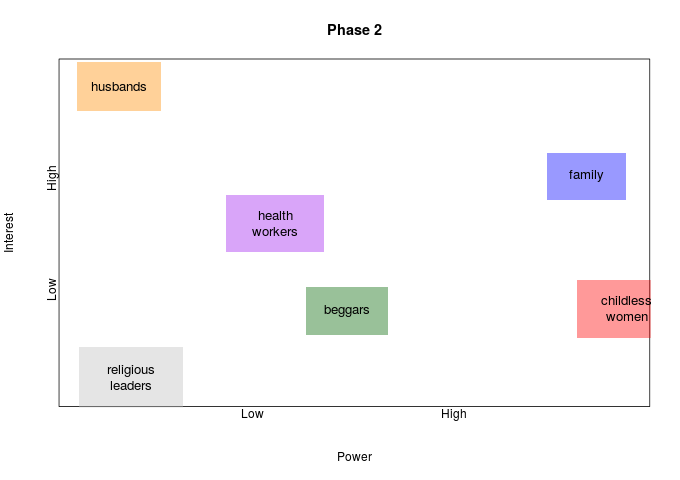 Phase 2
husbands
High
family
health
workers
Interest
Low
childless
women
beggars
religious
leaders
Low
High
Power